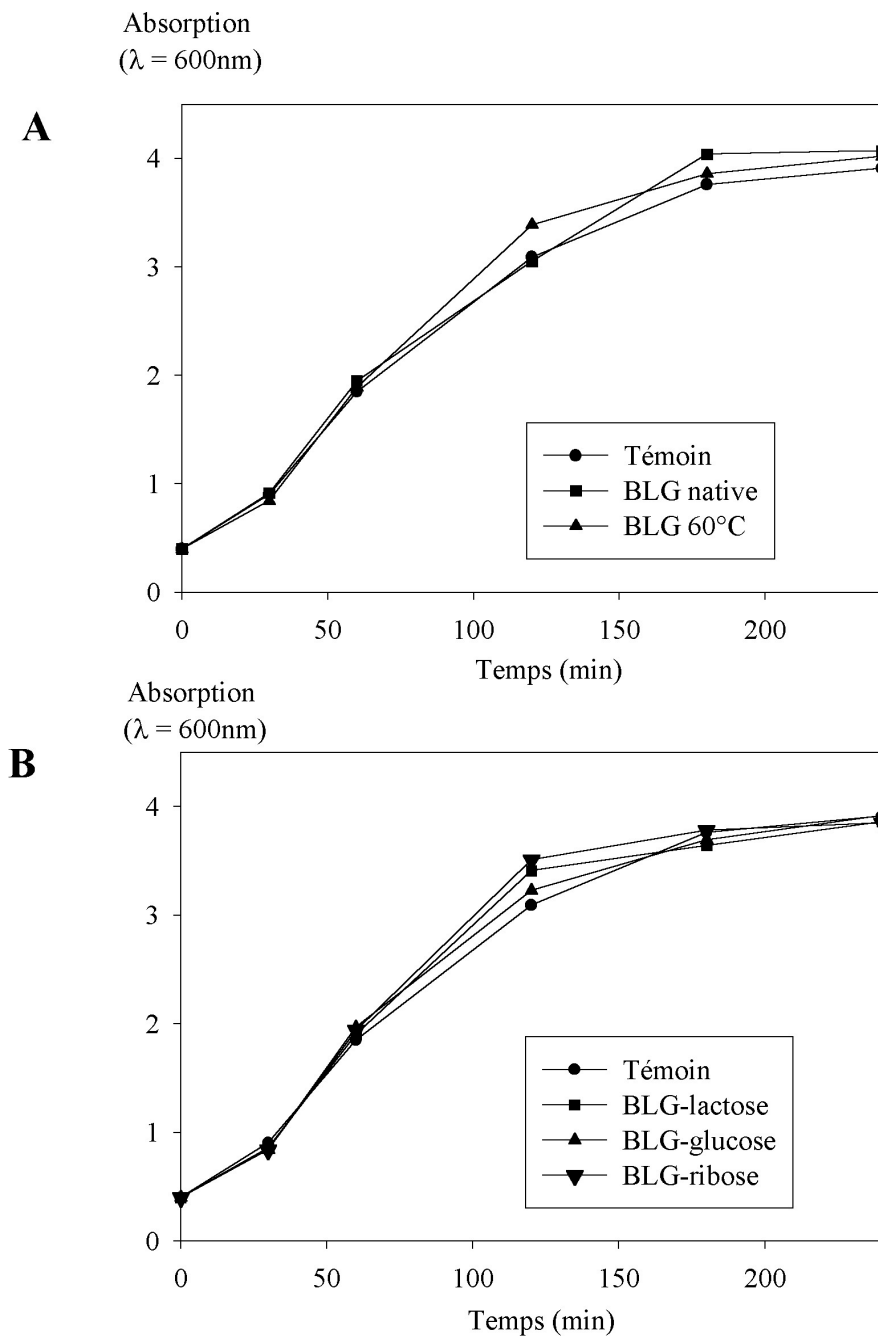 Absorption
(λ = 600nm)
A
4
3
2
1
0
Témoin
BLG native
BLG 60°C
0 50 100 150 200
Temps (min)
Absorption
(λ = 600nm)
B
4
3
2
1
0
Témoin
BLG-lactose
BLG-glucose
BLG-ribose
0 50 100 150 200
Temps (min)